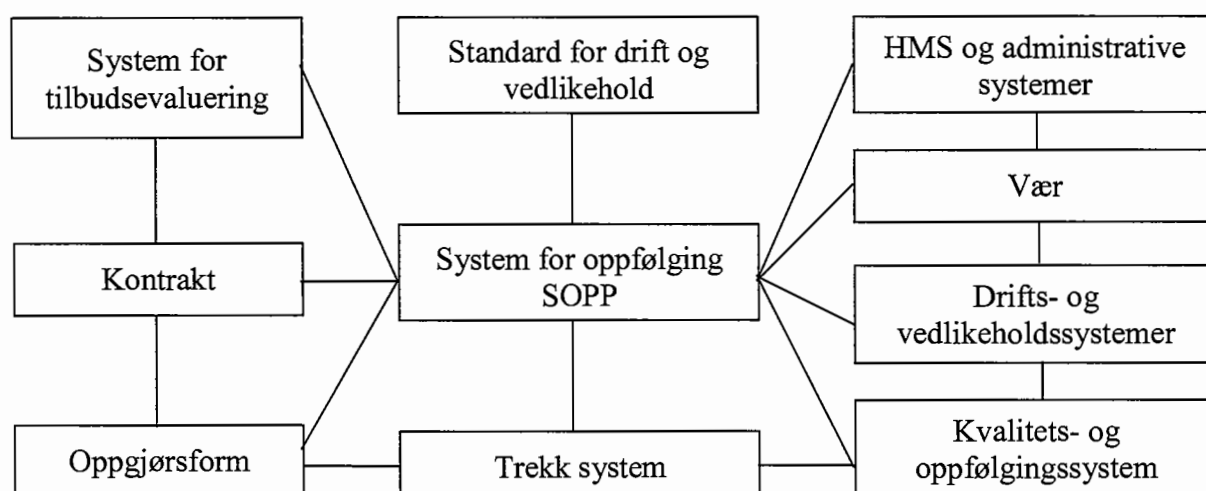 System for
tilbudsevaluering
Standard for drift og
vedlikehold
HMS og administrative
systemer
Vær
Kontrakt
System for oppfølging
SOPP
Drifts- og
vedlikeholdssystemer
Oppgjørsform
Trekk system
Kvalitets- og
oppfølgingssystem